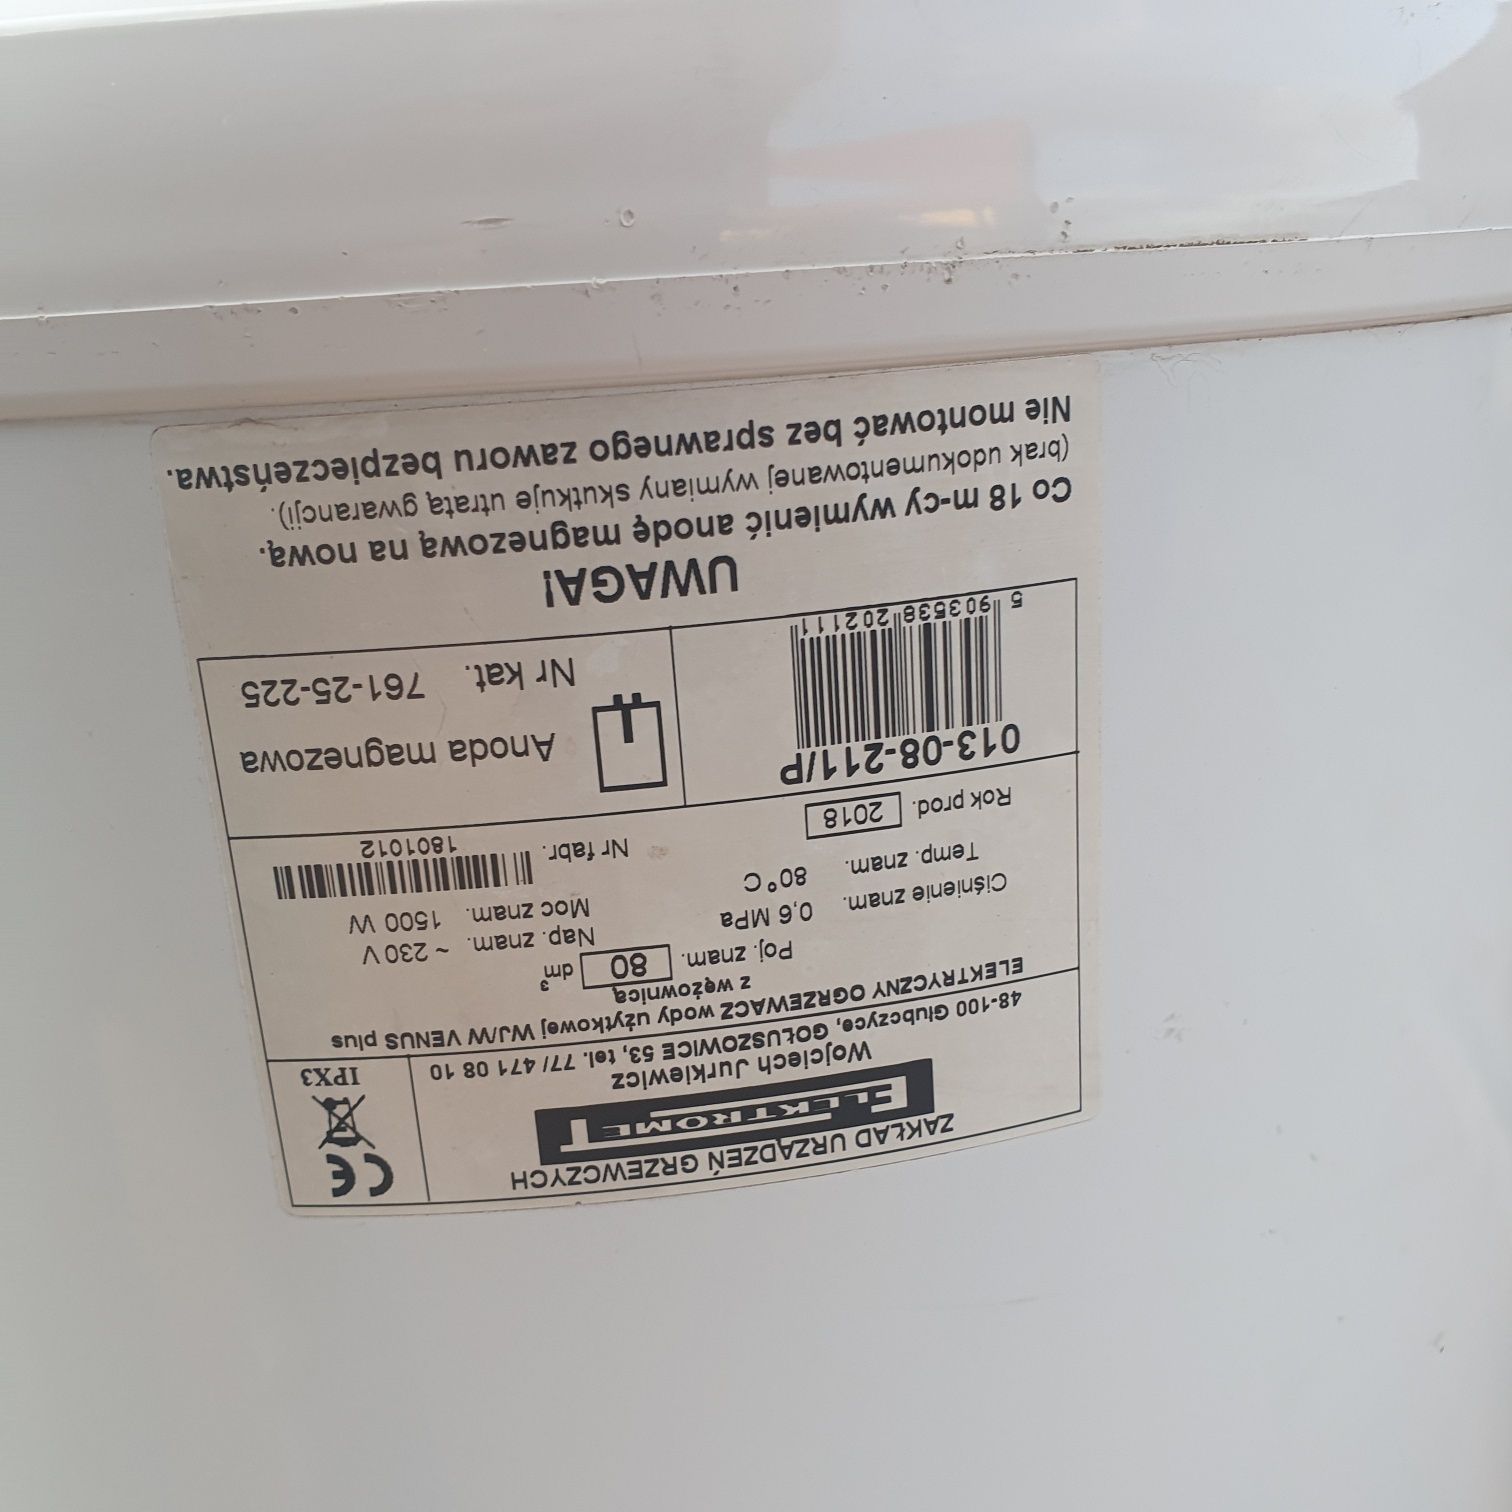 ZAKŁAD URZĄDZEŃ GRZEWCZYCH
ELEKTROMET
Wojciech Jurkiewicz
48-100 Głubczyce, GOŁUSZOWICE 53, tel. 77/ 471 08 10
CE
IPX3
ELEKTRYCZNY OGRZEWACZ wody użytkowej WJ/W VENUS plus
z wężownicą
Poj. znam. 80 dm³
Ciśnienie znam. 0,6 MPa
Temp. znam. 80°C
Rok prod. 2018
Nap. znam. ~ 230 V
Moc znam. 1500 W
Nr fabr. 1801012
013-08-211/P
5 903538 202111
Anoda magnezowa
Nr kat. 761-25-225
UWAGA!
Co 18 m-cy wymienić anodę magnezową na nową.
(brak udokumentowanej wymiany skutkuje utratą gwarancji).
Nie montować bez sprawnego zaworu bezpieczeństwa.